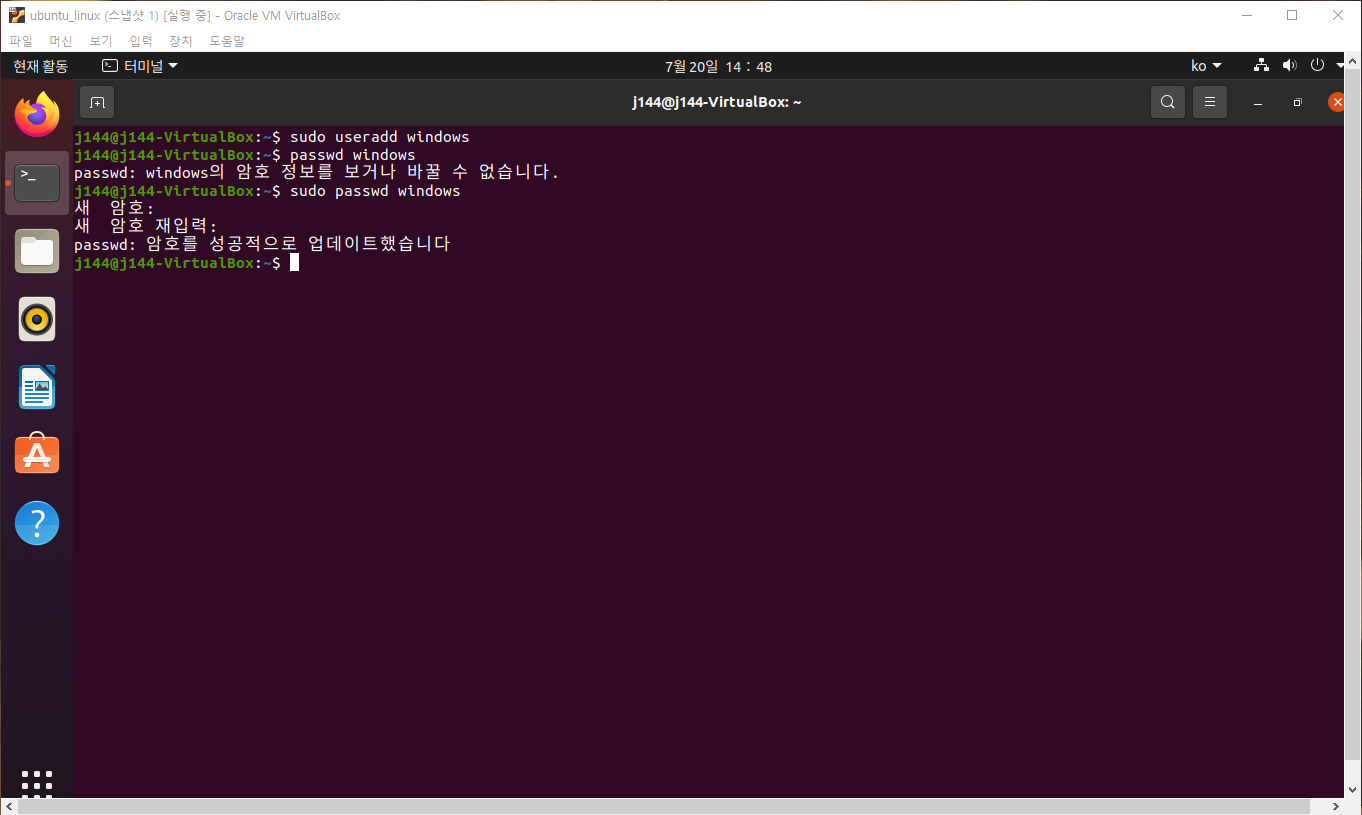 ubuntu_linux (스냅샷 1) [실행 중] - Oracle VM VirtualBox
파일 머신 보기 입력 장치 도움말
현재 활동 터미널 7월 20일 14 : 48 ko
j144@j144-VirtualBox: ~
j144@j144-VirtualBox:~$ sudo useradd windows
j144@j144-VirtualBox:~$ passwd windows
passwd: windows의 암호 정보를 보거나 바꿀 수 없습니다.
j144@j144-VirtualBox:~$ sudo passwd windows
새 암호:
새 암호 재입력:
passwd: 암호를 성공적으로 업데이트했습니다
j144@j144-VirtualBox:~$